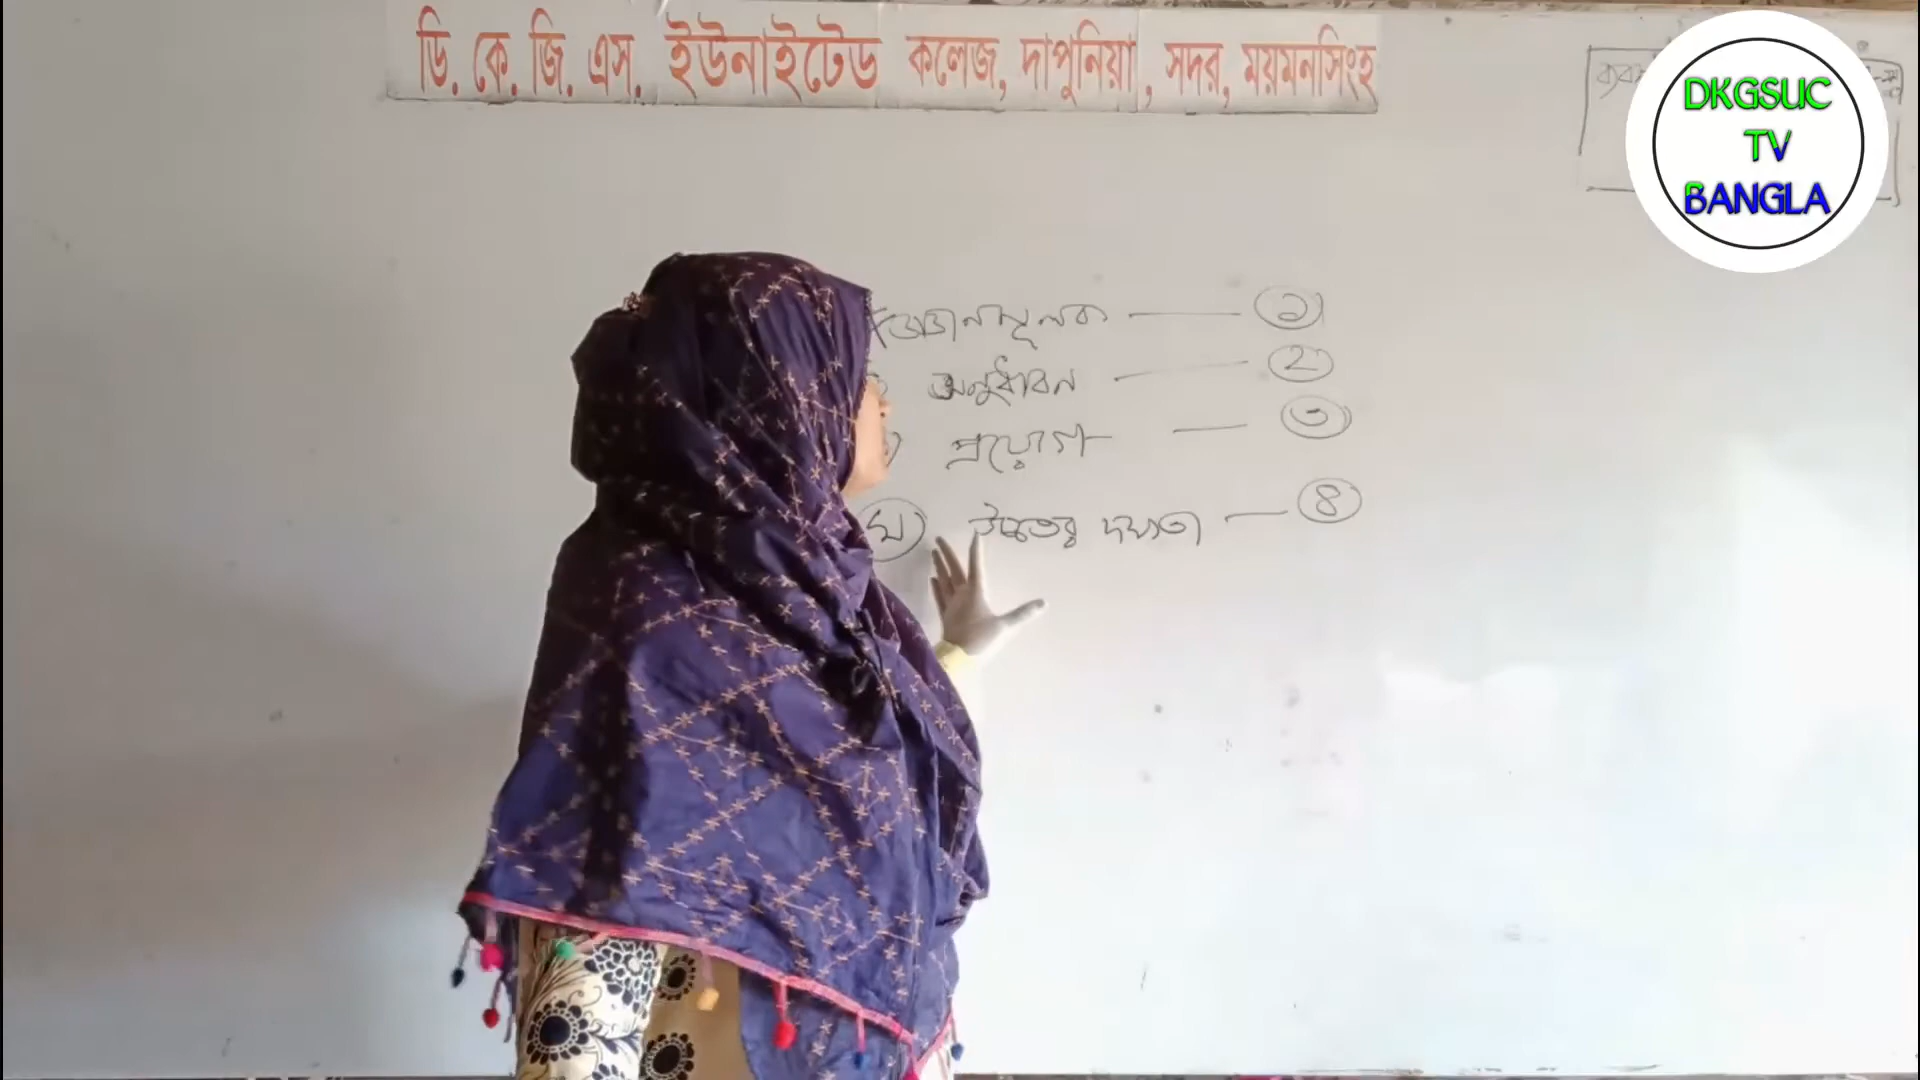 ডি. কে. জি. এস. ইউনাইটেড কলেজ, দাপুনিয়া, সদর, ময়মনসিংহ
DKGSUC
TV
BANGLA
জ্ঞানমূলক — ১
অনুধাবন — ২
প্রয়োগ — ৩
ঘ উচ্চতর দক্ষতা — ৪